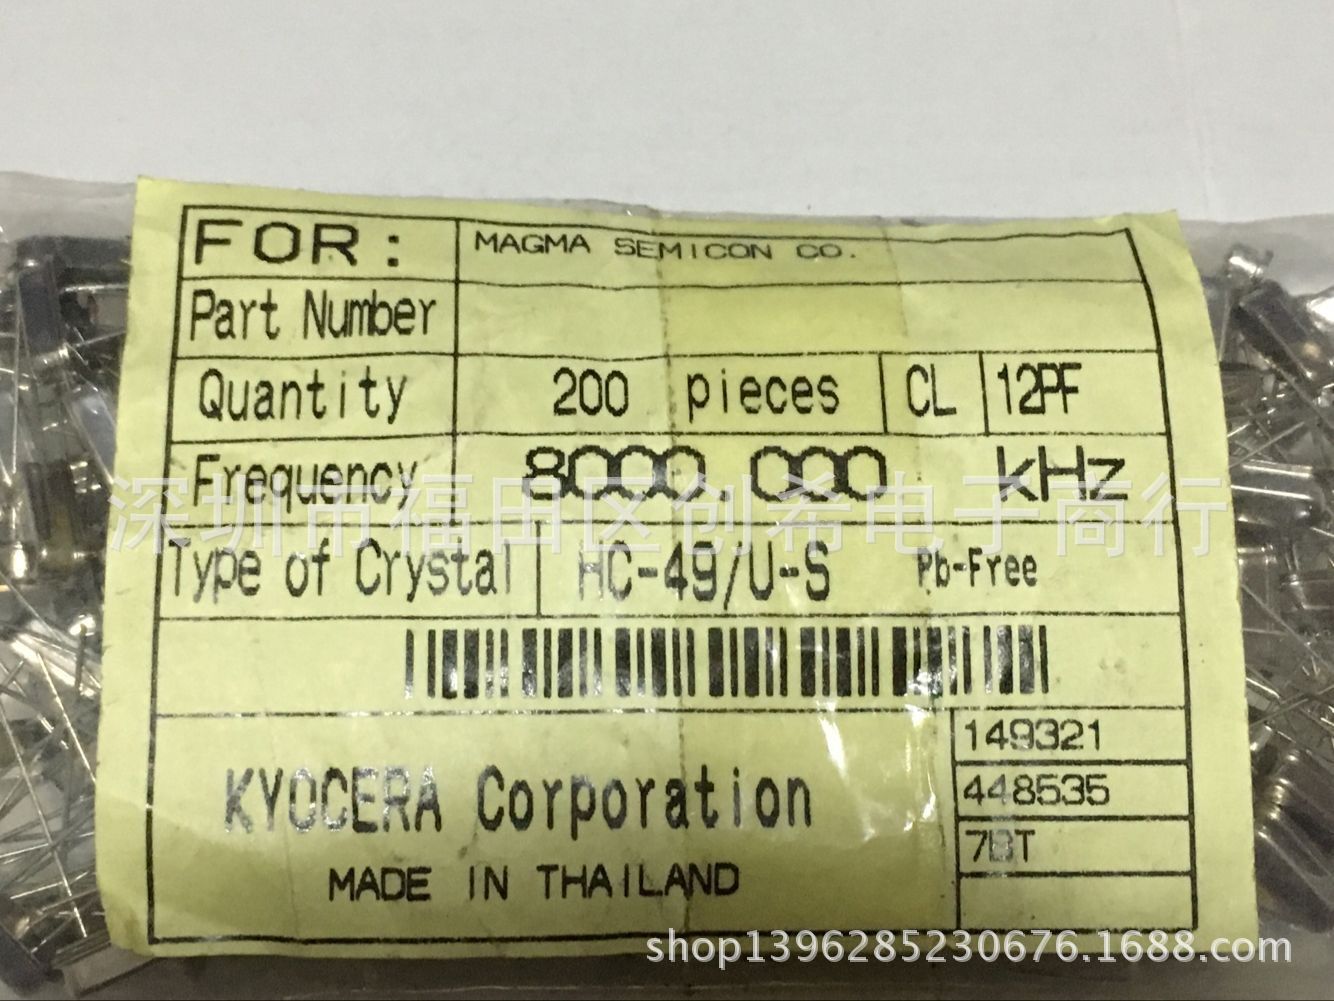 FOR: MAGMA SEMICON CO.
Part Number
Quantity 200 pieces CL 12PF
Frequency 8000.000 kHz
深圳市福田区创希电子商行
Type of Crystal HC-49/U-S Pb-Free
149321
448535
KYOCERA Corporation
7BT
MADE IN THAILAND
shop1396285230676.1688.com